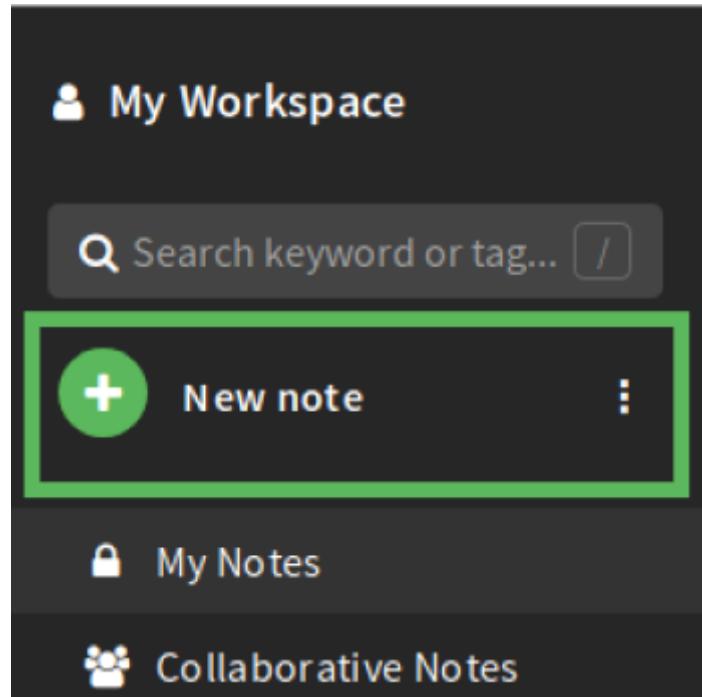 My Workspace
Search keyword or tag... /
New note
My Notes
Collaborative Notes